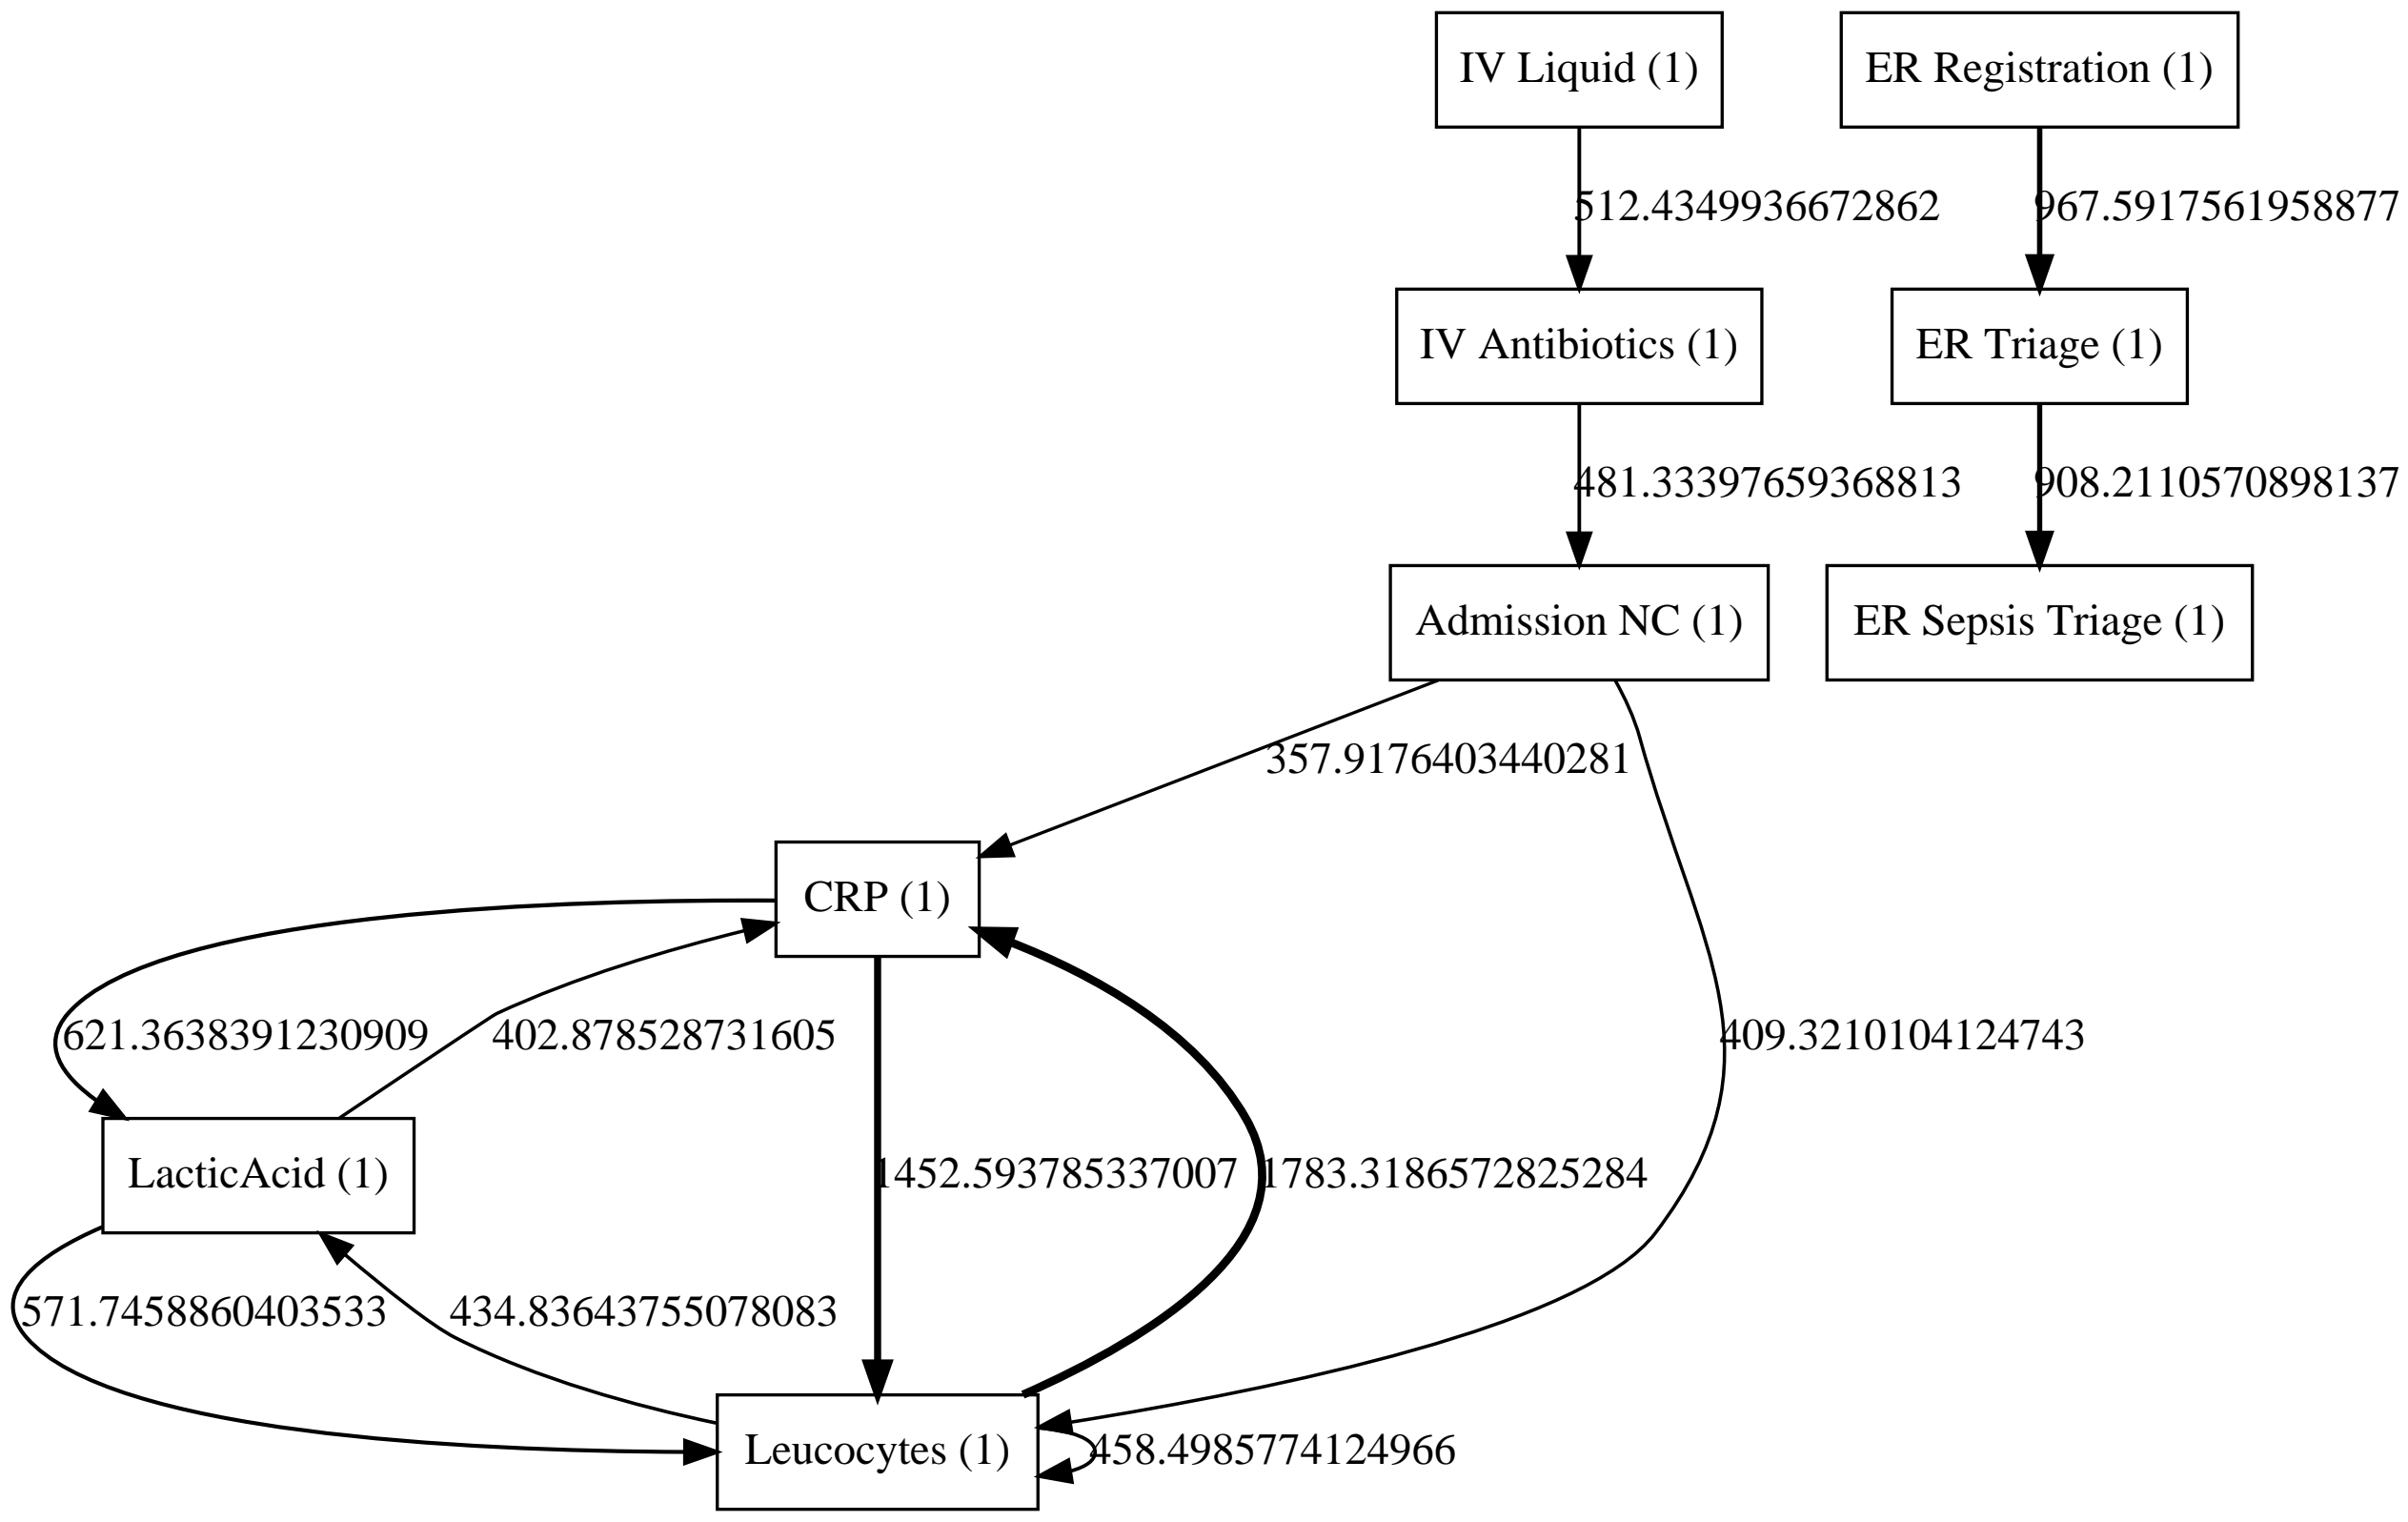 IV Liquid (1)
ER Registration (1)
512.4349936672862
967.5917561958877
IV Antibiotics (1)
ER Triage (1)
481.33397659368813
908.2110570898137
Admission NC (1)
ER Sepsis Triage (1)
357.9176403440281
CRP (1)
621.3638391230909
402.878528731605
409.3210104124743
LacticAcid (1)
1452.593785337007
1783.3186572825284
571.7458860403533
434.83643755078083
Leucocytes (1)
458.4985774124966